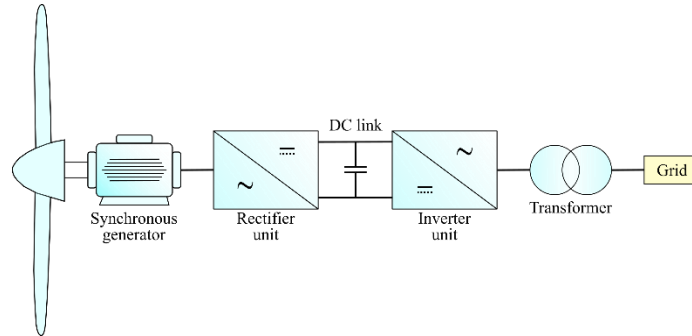 DC link
Synchronous
generator
Rectifier
unit
Inverter
unit
Transformer
Grid